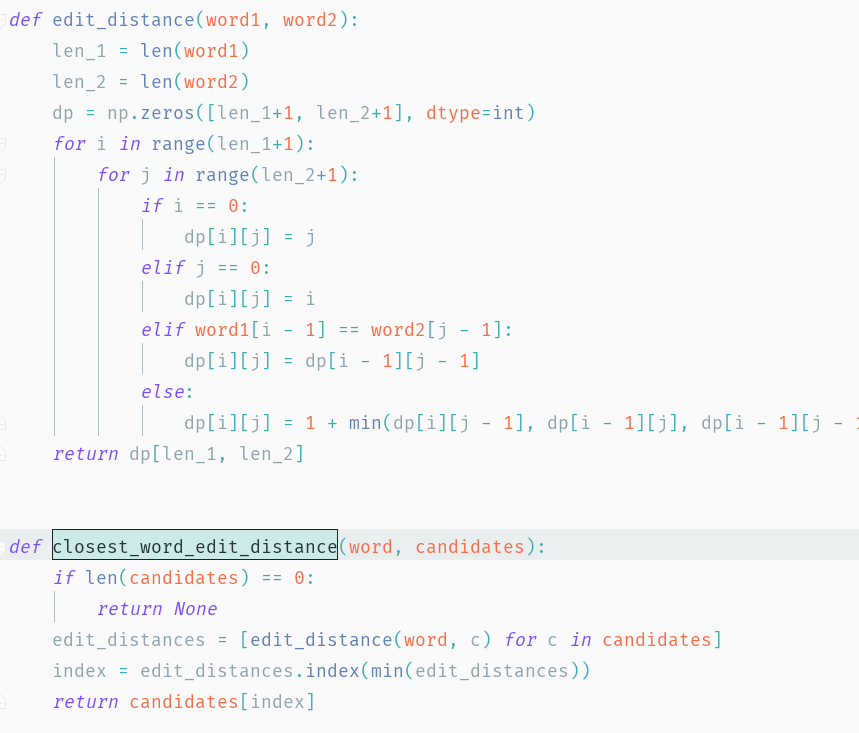 def edit_distance(word1, word2):
    len_1 = len(word1)
    len_2 = len(word2)
    dp = np.zeros([len_1+1, len_2+1], dtype=int)
    for i in range(len_1+1):
        for j in range(len_2+1):
            if i == 0:
                dp[i][j] = j
            elif j == 0:
                dp[i][j] = i
            elif word1[i - 1] == word2[j - 1]:
                dp[i][j] = dp[i - 1][j - 1]
            else:
                dp[i][j] = 1 + min(dp[i][j - 1], dp[i - 1][j], dp[i - 1][j - 1
    return dp[len_1, len_2]
def closest_word_edit_distance(word, candidates):
    if len(candidates) == 0:
        return None
    edit_distances = [edit_distance(word, c) for c in candidates]
    index = edit_distances.index(min(edit_distances))
    return candidates[index]